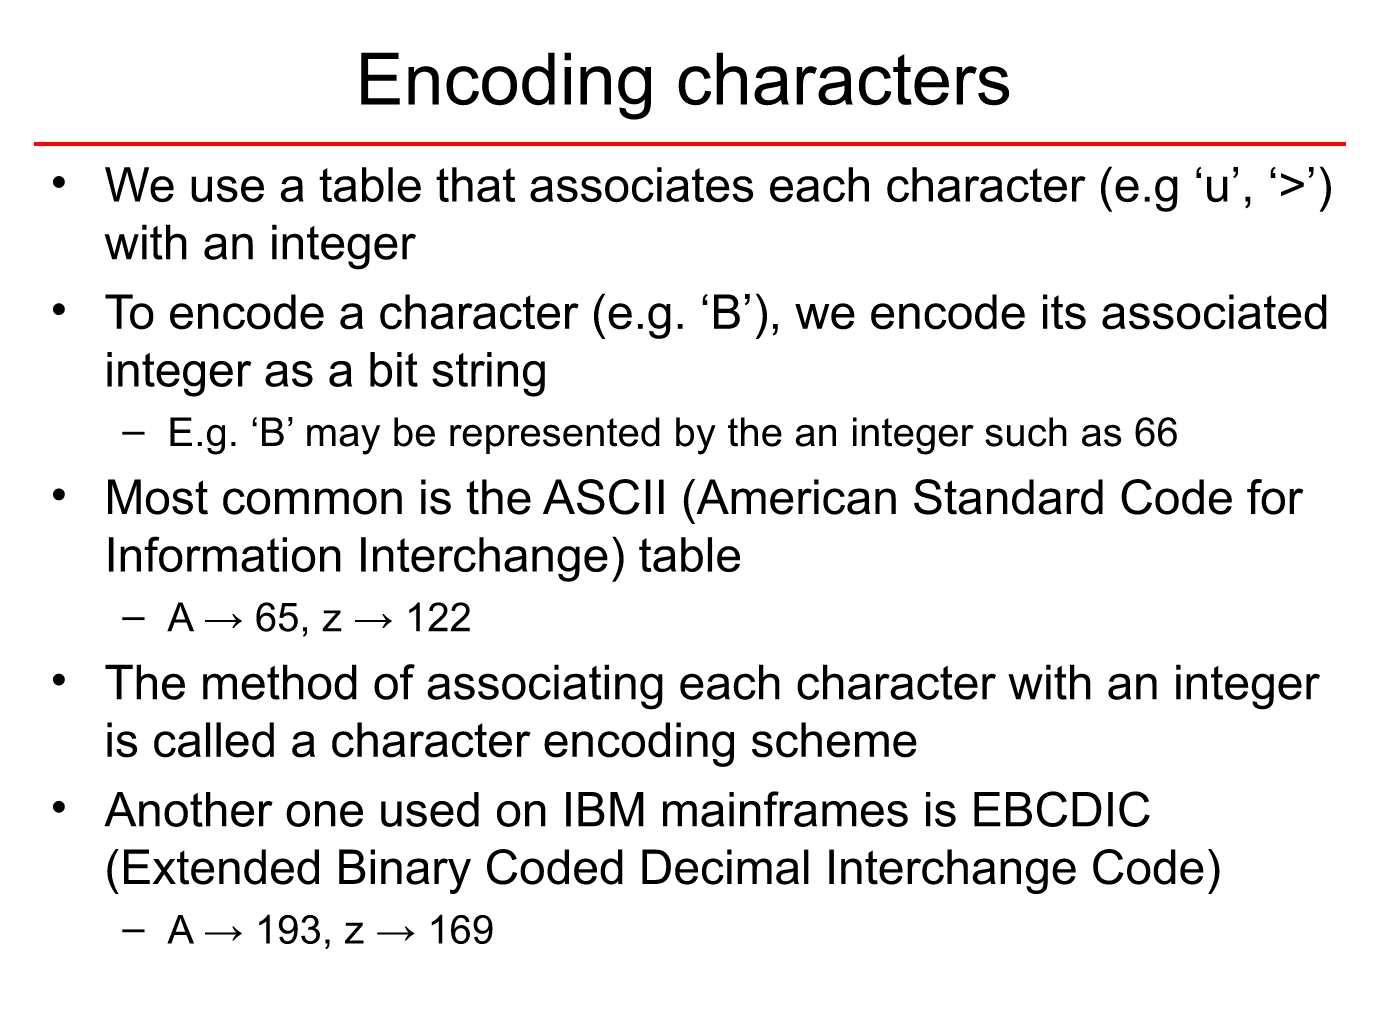 Encoding characters
• We use a table that associates each character (e.g ‘u’, ‘>’)
with an integer
• To encode a character (e.g. ‘B’), we encode its associated
integer as a bit string
– E.g. ‘B’ may be represented by the an integer such as 66
• Most common is the ASCII (American Standard Code for
Information Interchange) table
– A → 65, z → 122
• The method of associating each character with an integer
is called a character encoding scheme
• Another one used on IBM mainframes is EBCDIC
(Extended Binary Coded Decimal Interchange Code)
– A → 193, z → 169